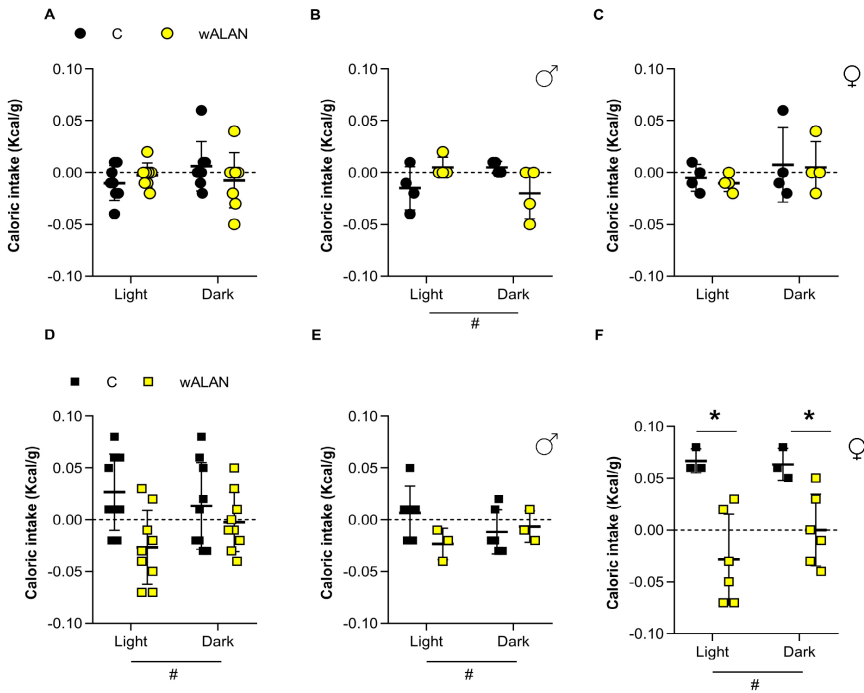 A
C wALAN
Caloric intake (Kcal/g)
0.10
0.05
0.00
-0.05
-0.10
Light Dark
B
♂
Caloric intake (Kcal/g)
0.10
0.05
0.00
-0.05
-0.10
Light Dark
#
C
♀
Caloric intake (Kcal/g)
0.10
0.05
0.00
-0.05
-0.10
Light Dark
D
C wALAN
Caloric intake (Kcal/g)
0.10
0.05
0.00
-0.05
-0.10
Light Dark
#
E
♂
Caloric intake (Kcal/g)
0.10
0.05
0.00
-0.05
-0.10
Light Dark
#
F
* *
♀
Caloric intake (Kcal/g)
0.10
0.05
0.00
-0.05
-0.10
Light Dark
#